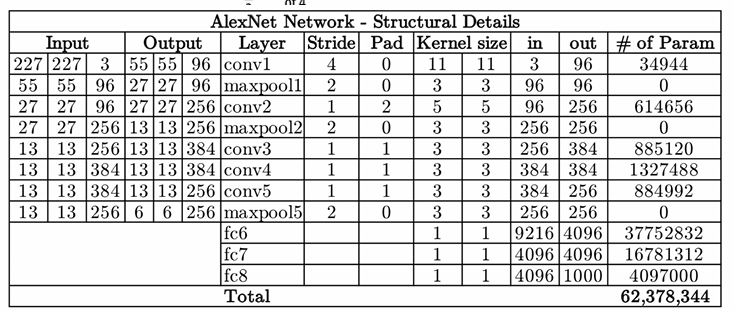 AlexNet Network - Structural Details
Input Output Layer Stride Pad Kernel size in out # of Param
227 227 3 55 55 96 conv1 4 0 11 11 3 96 34944
55 55 96 27 27 96 maxpool1 2 0 3 3 96 96 0
27 27 96 27 27 256 conv2 1 2 5 5 96 256 614656
27 27 256 13 13 256 maxpool2 2 0 3 3 256 256 0
13 13 256 13 13 384 conv3 1 1 3 3 256 384 885120
13 13 384 13 13 384 conv4 1 1 3 3 384 384 1327488
13 13 384 13 13 256 conv5 1 1 3 3 384 256 884992
13 13 256 6 6 256 maxpool5 2 0 3 3 256 256 0
fc6 1 1 9216 4096 37752832
fc7 1 1 4096 4096 16781312
fc8 1 1 4096 1000 4097000
Total 62,378,344